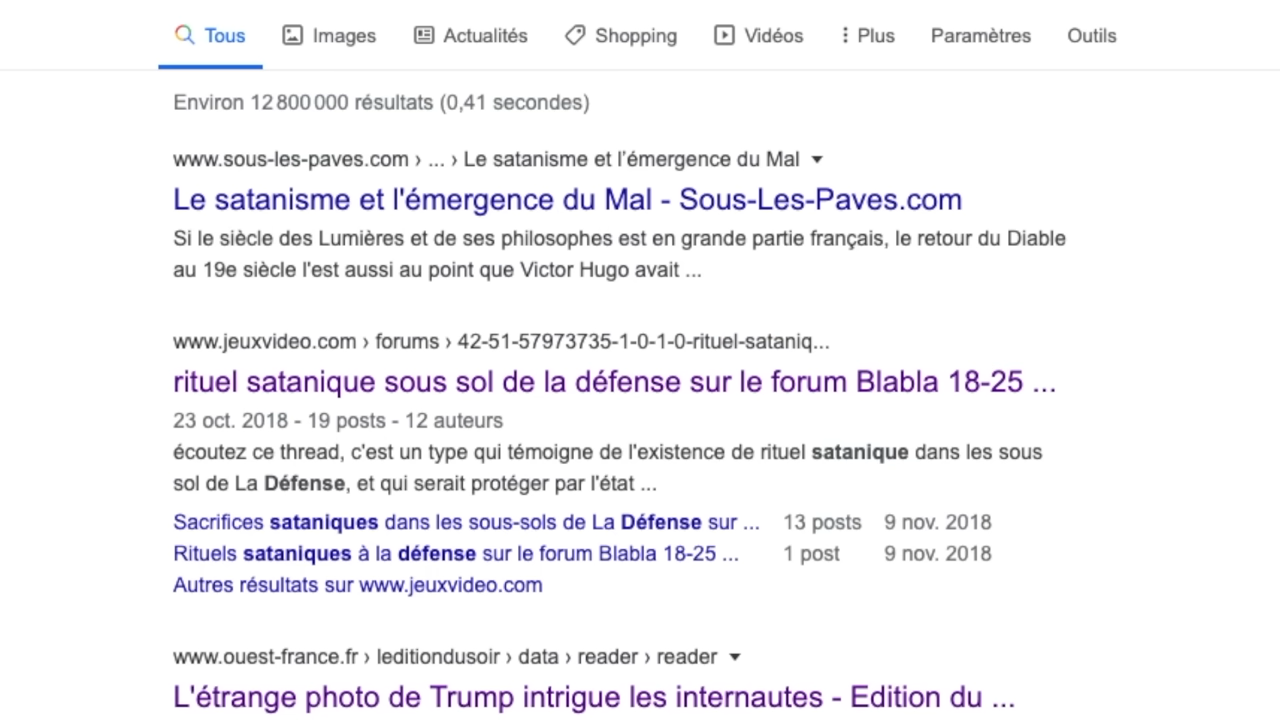 Tous Images Actualités Shopping Vidéos Plus Paramètres Outils
Environ 12 800 000 résultats (0,41 secondes)
www.sous-les-paves.com › ... › Le satanisme et l'émergence du Mal
Le satanisme et l'émergence du Mal - Sous-Les-Paves.com
Si le siècle des Lumières et de ses philosophes est en grande partie français, le retour du Diable
au 19e siècle l'est aussi au point que Victor Hugo avait ...
www.jeuxvideo.com › forums › 42-51-57973735-1-0-1-0-rituel-sataniq...
rituel satanique sous sol de la défense sur le forum Blabla 18-25 ...
23 oct. 2018 - 19 posts - 12 auteurs
écoutez ce thread, c'est un type qui témoigne de l'existence de rituel satanique dans les sous
sol de La Défense, et qui serait protéger par l'état ...
Sacrifices sataniques dans les sous-sols de La Défense sur ... 13 posts 9 nov. 2018
Rituels sataniques à la défense sur le forum Blabla 18-25 ... 1 post 9 nov. 2018
Autres résultats sur www.jeuxvideo.com
www.ouest-france.fr › leditiondusoir › data › reader › reader
L'étrange photo de Trump intrigue les internautes - Edition du ...